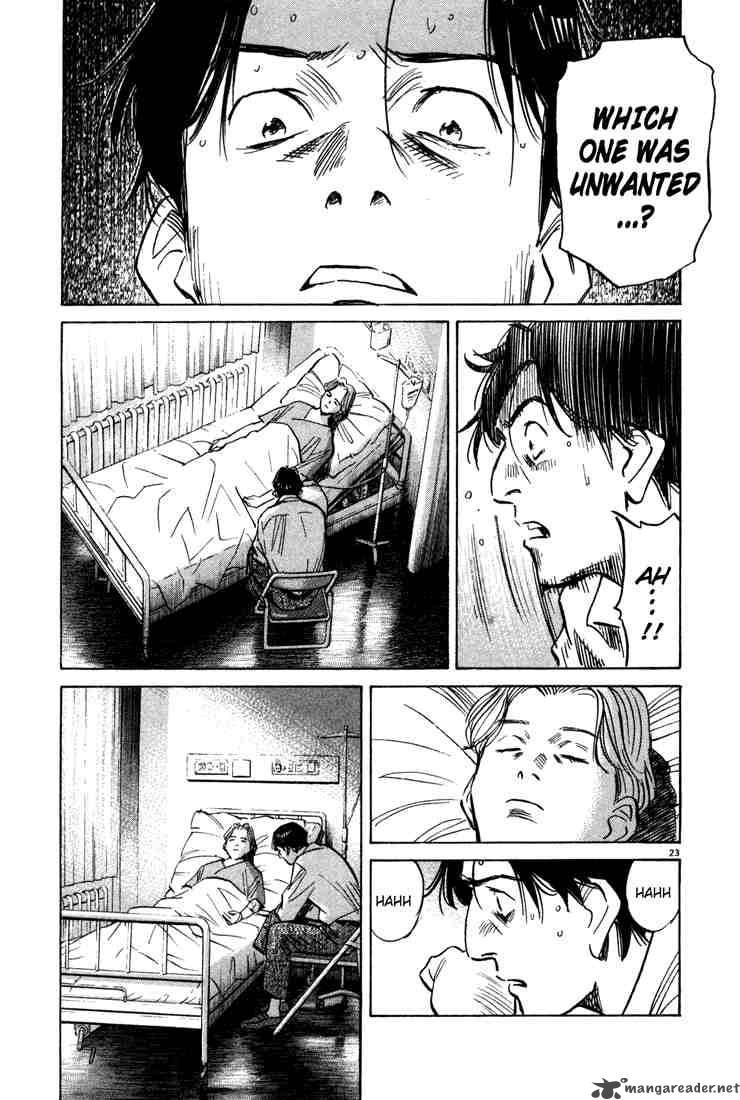 WHICH
ONE WAS
UNWANTED
...?
AH
...!!
23
HAHH
HAHH
mangareader.net